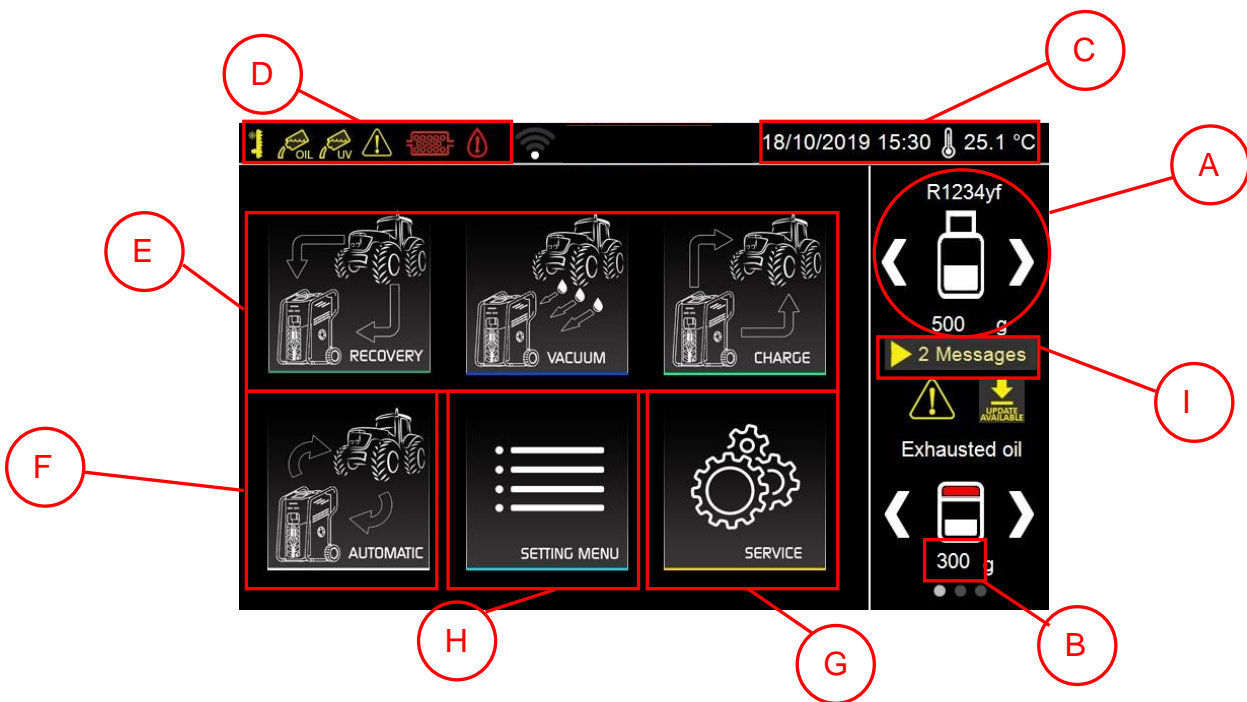 C
D
OIL
UV
18/10/2019 15:30 25.1 °C
A
R1234yf
E
500 g
RECOVERY
VACUUM
CHARGE
2 Messages
I
UPDATE
AVAILABLE
Exhausted oil
F
AUTOMATIC
SETTING MENU
SERVICE
300 g
H
G
B